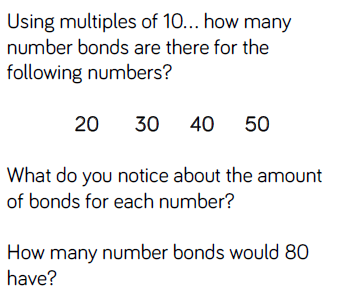 Using multiples of 10... how many
number bonds are there for the
following numbers?
20 30 40 50
What do you notice about the amount
of bonds for each number?
How many number bonds would 80
have?